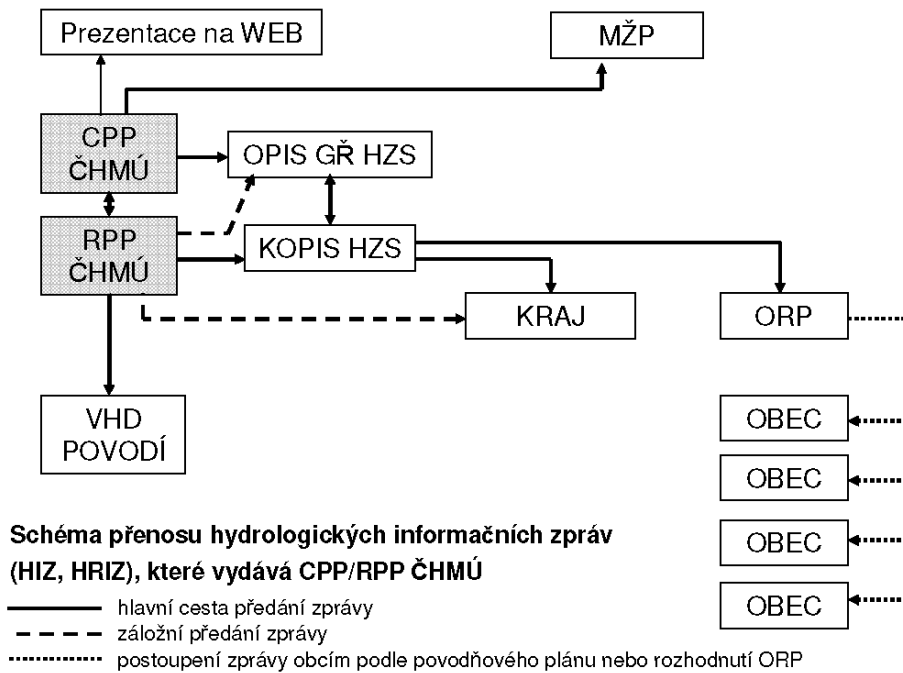 Prezentace na WEB
MŽP
CPP
ČHMÚ
OPIS GŘ HZS
RPP
ČHMÚ
KOPIS HZS
KRAJ
ORP
VHD
POVODÍ
OBEC
OBEC
OBEC
OBEC
Schéma přenosu hydrologických informačních zpráv
(HIZ, HRIZ), které vydává CPP/RPP ČHMÚ
hlavní cesta předání zprávy
záložní předání zprávy
postoupení zprávy obcím podle povodňového plánu nebo rozhodnutí ORP